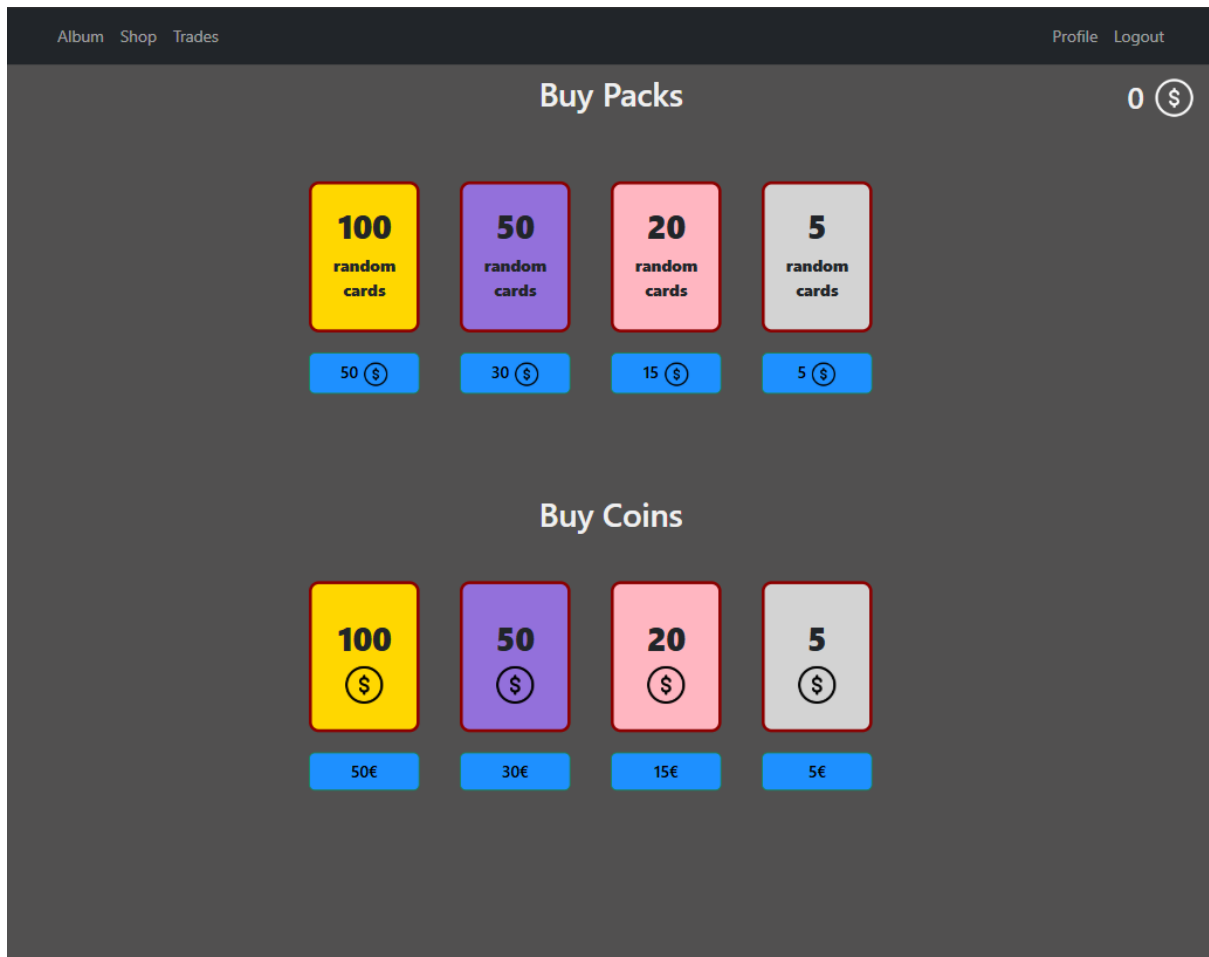 Album Shop Trades Profile Logout
Buy Packs
0 $
100 50 20 5
random random random random
cards cards cards cards
50 $ 30 $ 15 $ 5 $
Buy Coins
100 50 20 5
$ $ $ $
50€ 30€ 15€ 5€